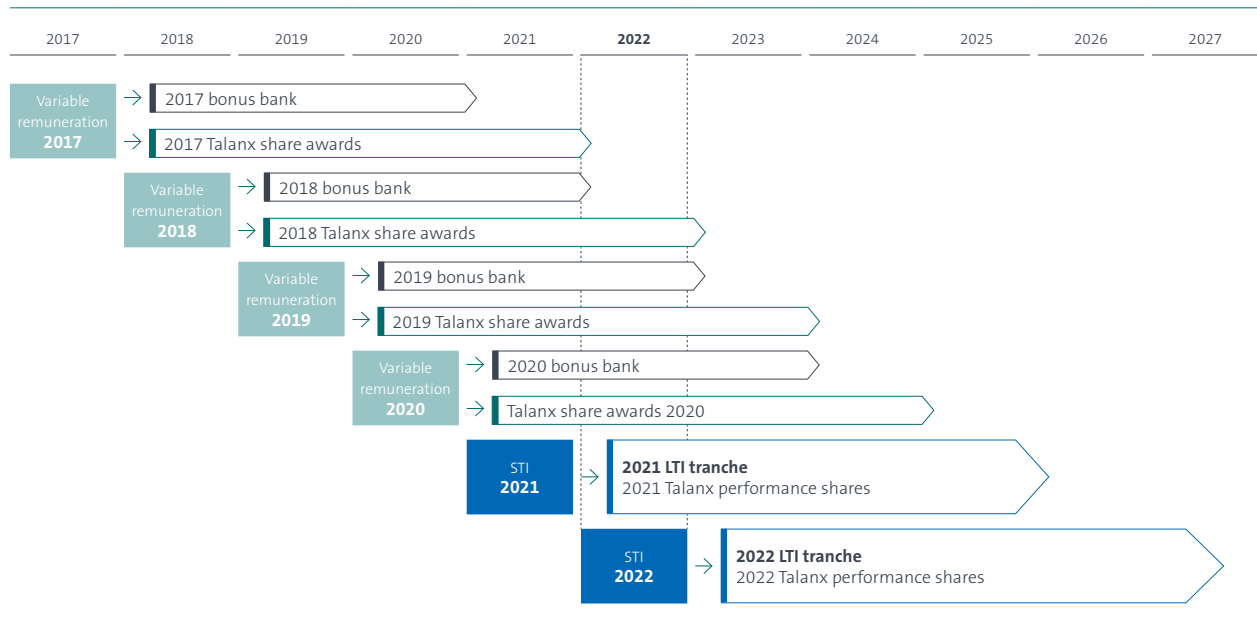 2017 2018 2019 2020 2021 2022 2023 2024 2025 2026 2027
Variable
remuneration
2017
2017 bonus bank
2017 Talanx share awards
Variable
remuneration
2018
2018 bonus bank
2018 Talanx share awards
Variable
remuneration
2019
2019 bonus bank
2019 Talanx share awards
Variable
remuneration
2020
2020 bonus bank
Talanx share awards 2020
STI
2021
2021 LTI tranche
2021 Talanx performance shares
STI
2022
2022 LTI tranche
2022 Talanx performance shares